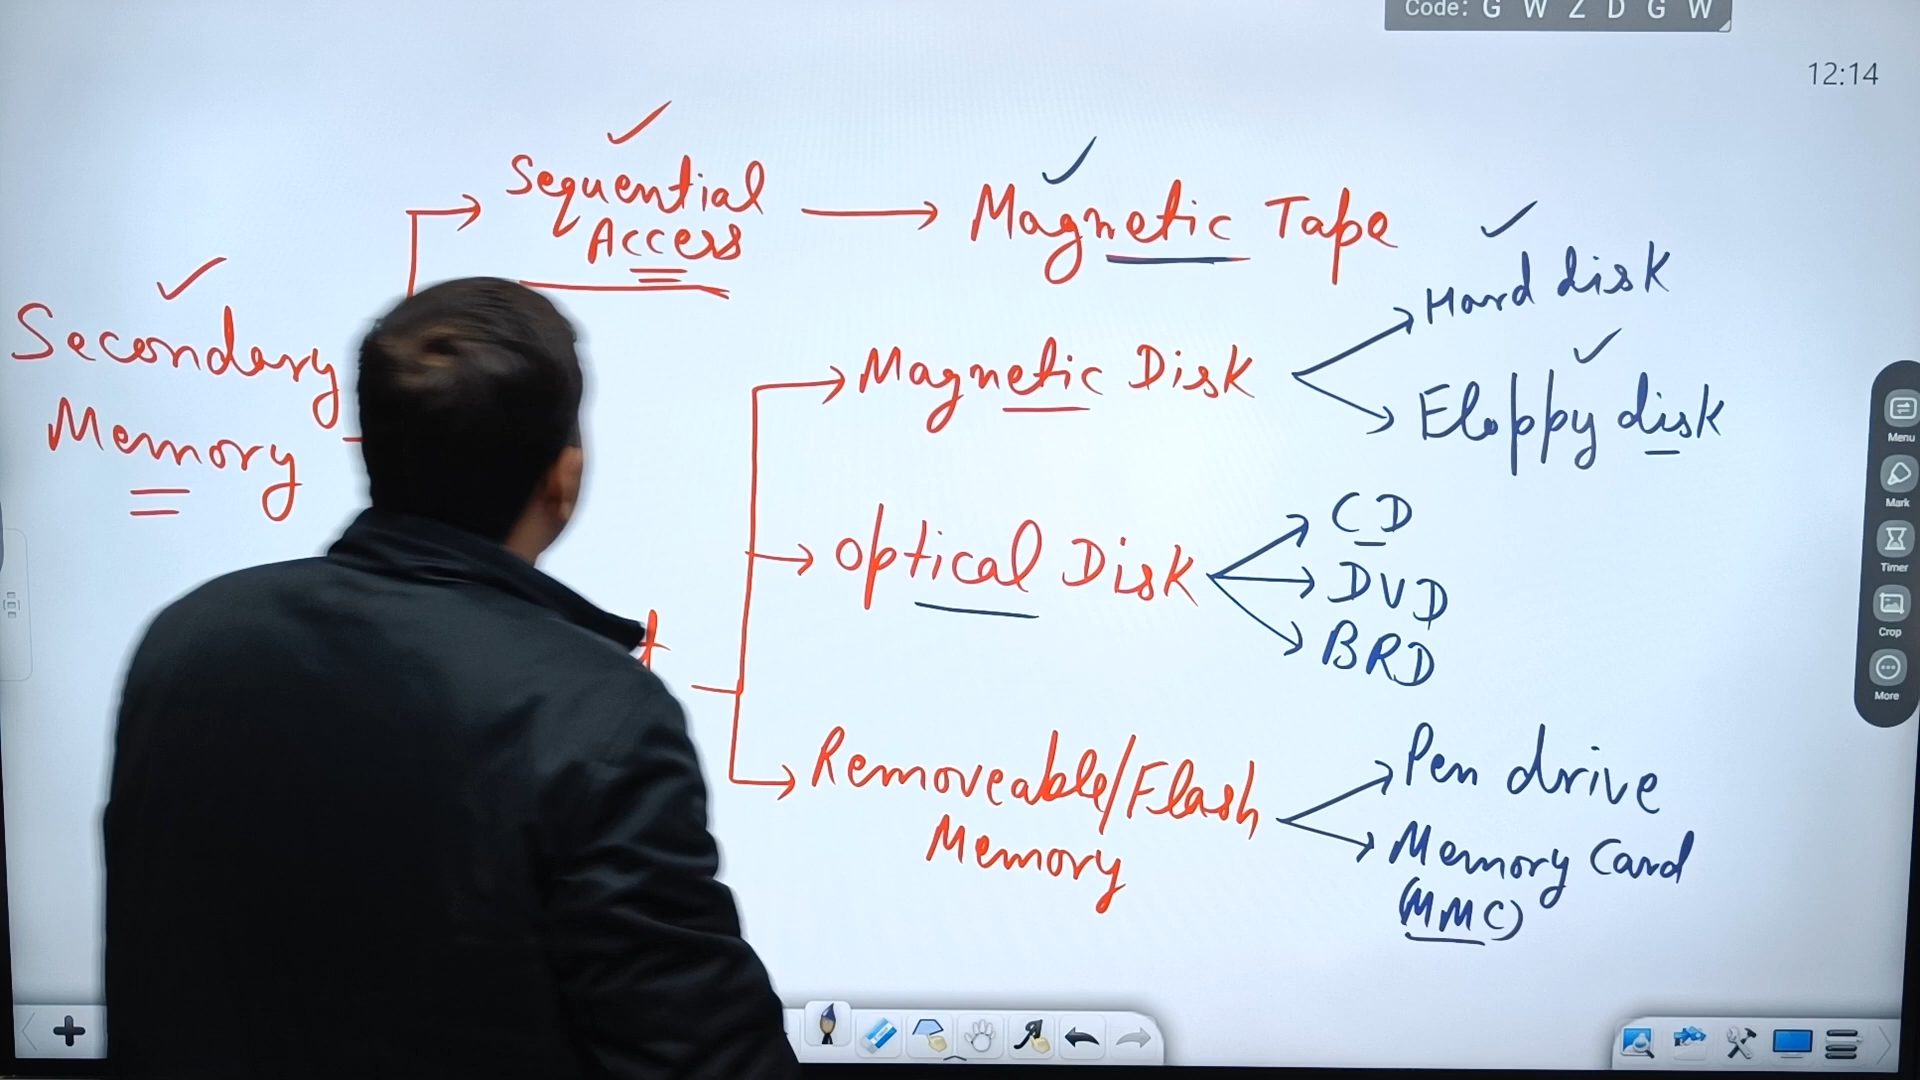 Code: G W Z D G W
12:14
Sequential
Access
Magnetic Tape
Secondary
Memory
Magnetic Disk
Hard disk
Floppy disk
Optical Disk
CD
DVD
BRD
Removeable/Flash
Memory
Pen drive
Memory Card
(MMC)
Menu
Mark
Timer
Crop
More